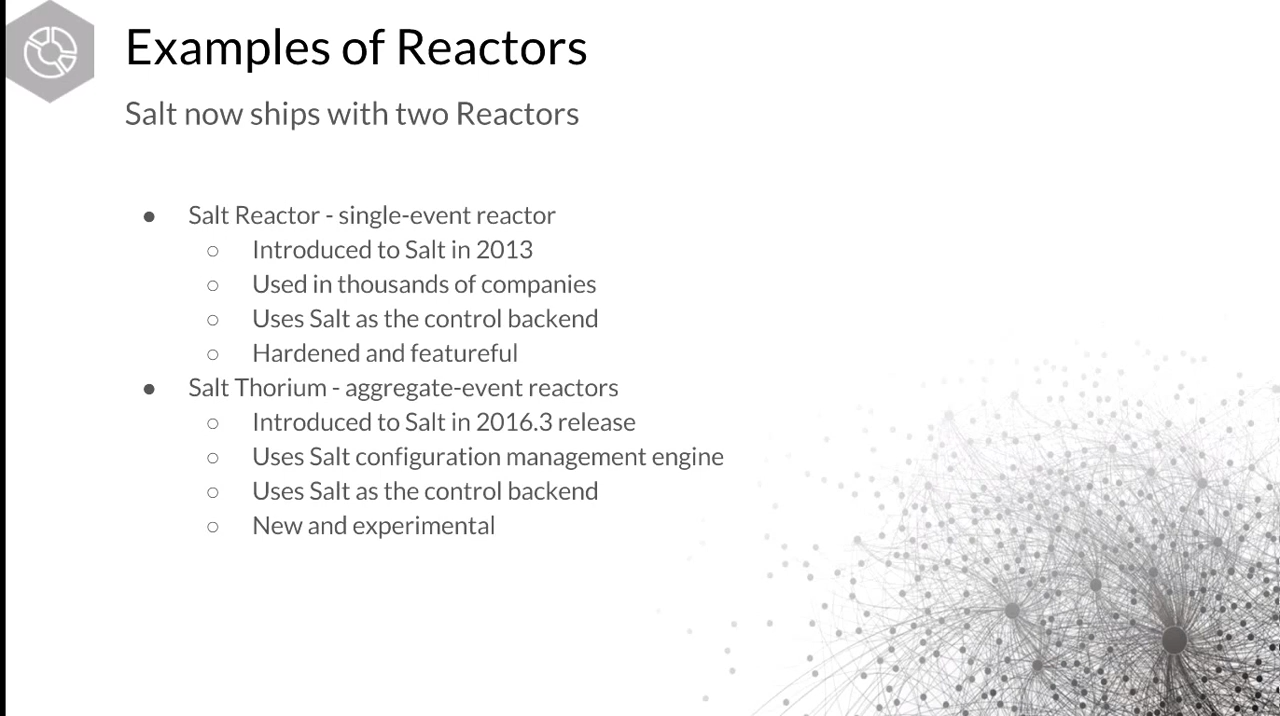 Examples of Reactors
Salt now ships with two Reactors
● Salt Reactor - single-event reactor
○ Introduced to Salt in 2013
○ Used in thousands of companies
○ Uses Salt as the control backend
○ Hardened and featureful
● Salt Thorium - aggregate-event reactors
○ Introduced to Salt in 2016.3 release
○ Uses Salt configuration management engine
○ Uses Salt as the control backend
○ New and experimental